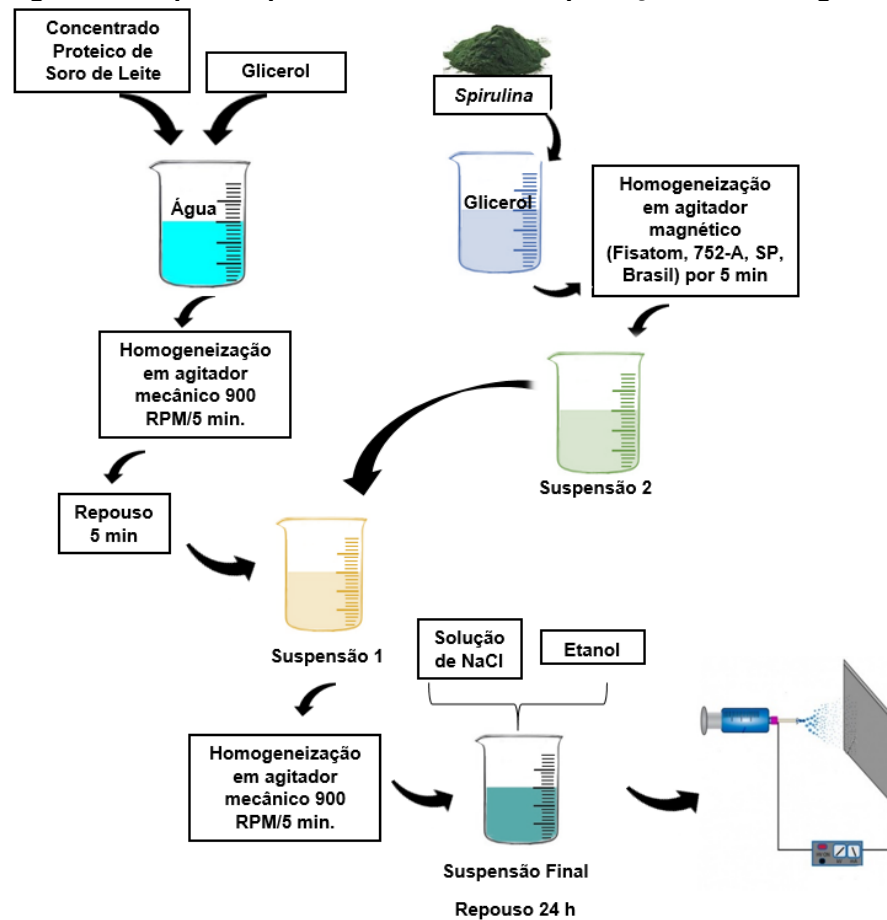 Concentrado
Proteico de
Soro de Leite
Glicerol
Spirulina
Água
Glicerol
Homogeneização
em agitador
magnético
(Fisatom, 752-A, SP,
Brasil) por 5 min
Homogeneização
em agitador
mecânico 900
RPM/5 min.
Suspensão 2
Repouso
5 min
Suspensão 1
Solução
de NaCl
Etanol
Homogeneização
em agitador
mecânico 900
RPM/5 min.
Suspensão Final
Repouso 24 h